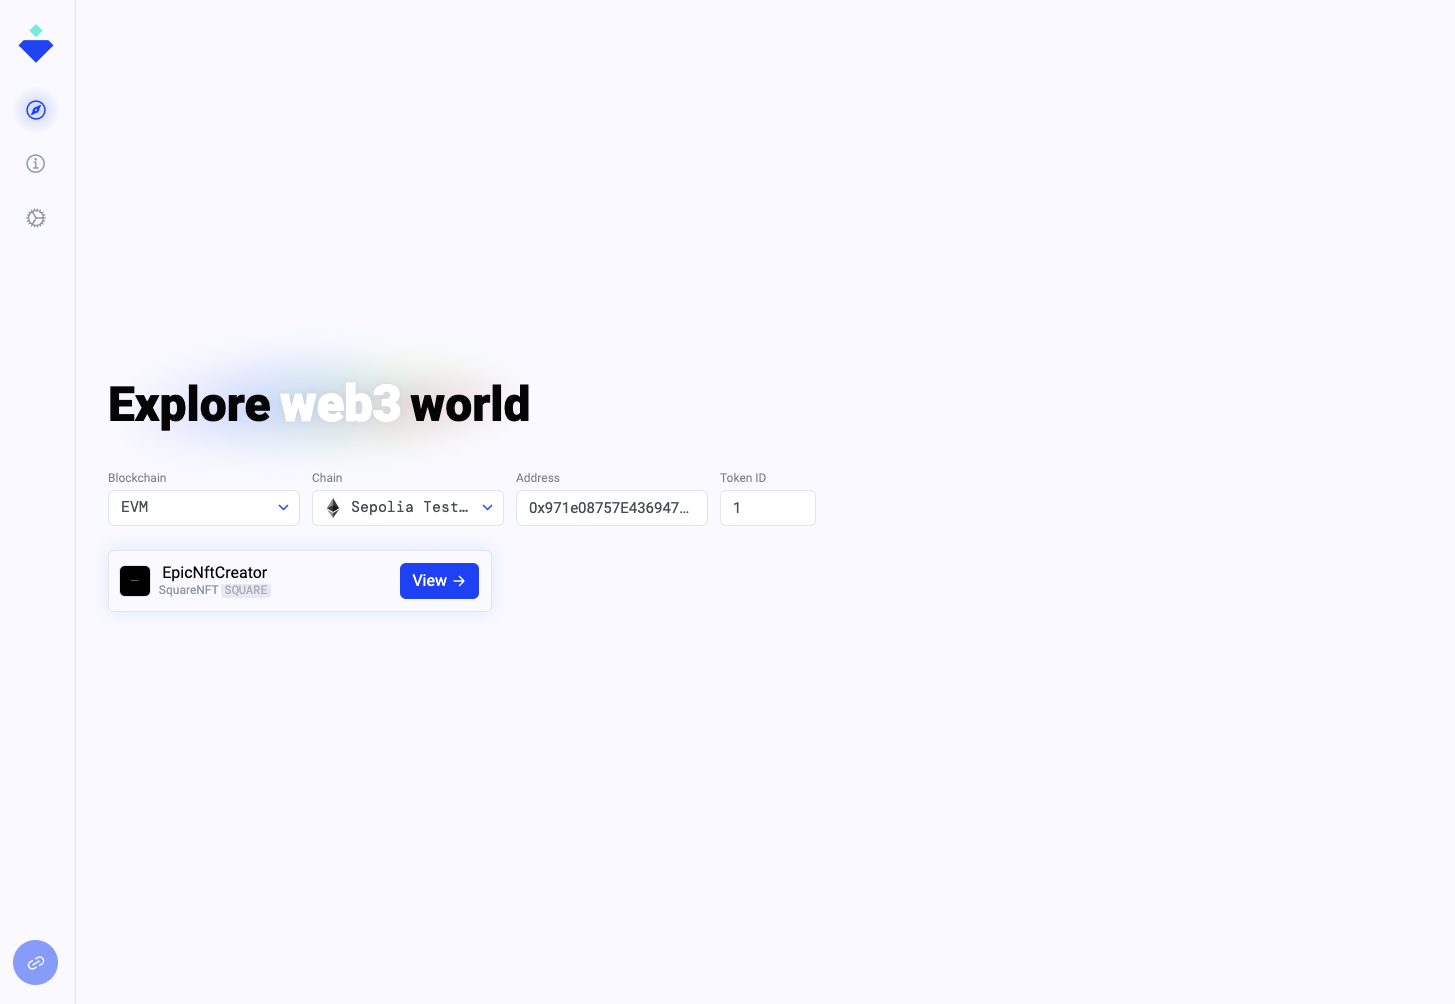 Explore web3 world
Blockchain
Chain
Address
Token ID
EVM
Sepolia Test…
0x971e08757E436947…
1
EpicNftCreator
SquareNFT SQUARE
View